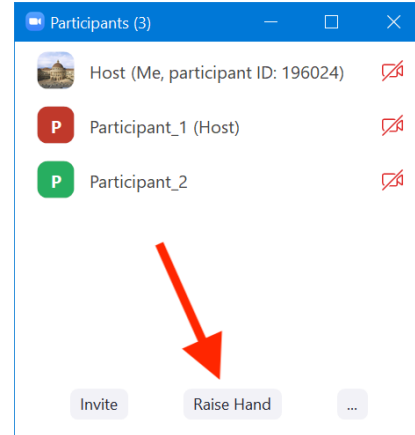 Participants (3)
Host (Me, participant ID: 196024)
P Participant_1 (Host)
P Participant_2
Invite Raise Hand ...